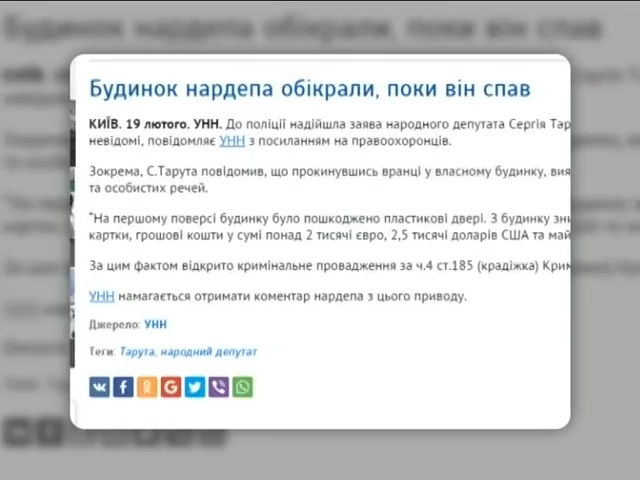 Будинок нардепа обікрали, поки він спав
КИЇВ. 19 лютого. УНН. До поліції надійшла заява народного депутата Сергія Тар
невідомі, повідомляє УНН з посиланням на правоохоронців.
Зокрема, С.Тарута повідомив, що прокинувшись вранці у власному будинку, вия
та особистих речей.
"На першому поверсі будинку було пошкоджено пластикові двері. З будинку зни
картки, грошові кошти у сумі понад 2 тисячі євро, 2,5 тисячі доларів США та май
За цим фактом відкрито кримінальне провадження за ч.4 ст.185 (крадіжка) Крим
УНН намагається отримати коментар нардепа з цього приводу.
Джерело: УНН
Теги: Тарута, народний депутат